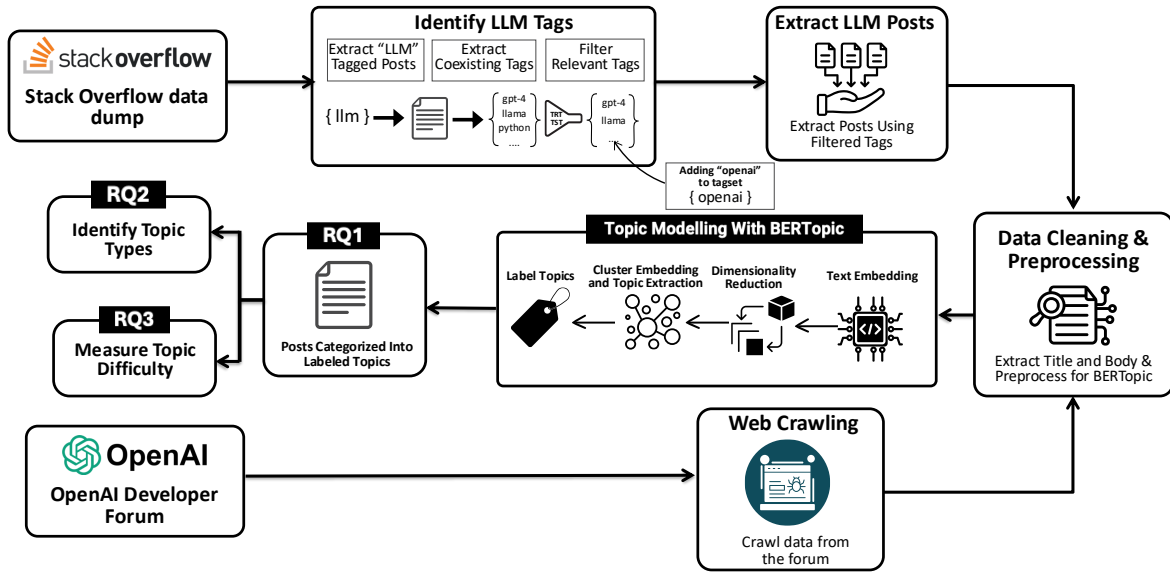 stackoverflow
Stack Overflow data
dump
Identify LLM Tags
Extract “LLM”
Tagged Posts
Extract
Coexisting Tags
Filter
Relevant Tags
{ llm }
gpt-4
llama
python
....
TRT
TST
gpt-4
llama
....
Adding “openai”
to tagset
{ openai }
Extract LLM Posts
Extract Posts Using
Filtered Tags
Data Cleaning &
Preprocessing
Extract Title and Body &
Preprocess for BERTopic
Topic Modelling With BERTopic
Label Topics
Cluster Embedding
and Topic Extraction
Dimensionality
Reduction
Text Embedding
</>
RQ1
Posts Categorized Into
Labeled Topics
RQ2
Identify Topic
Types
RQ3
Measure Topic
Difficulty
OpenAI
OpenAI Developer
Forum
Web Crawling
Crawl data from
the forum